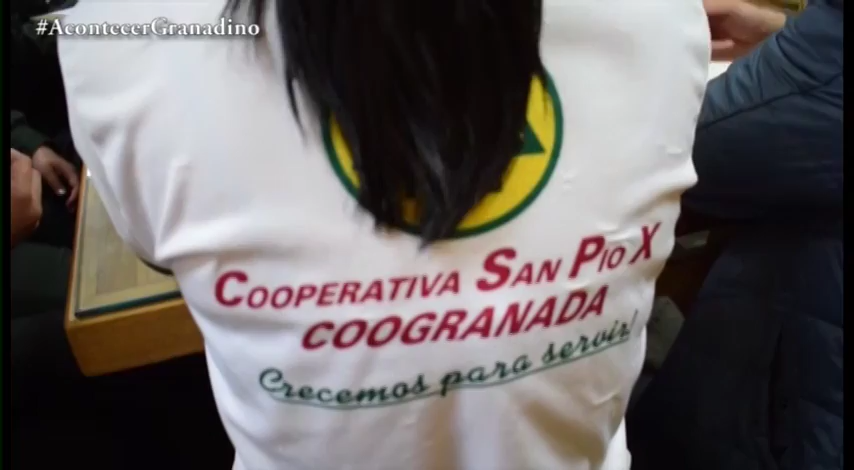 #AcontecerGranadino
COOPERATIVA SAN PIO X
COOGRANADA
Crecemos para servir!